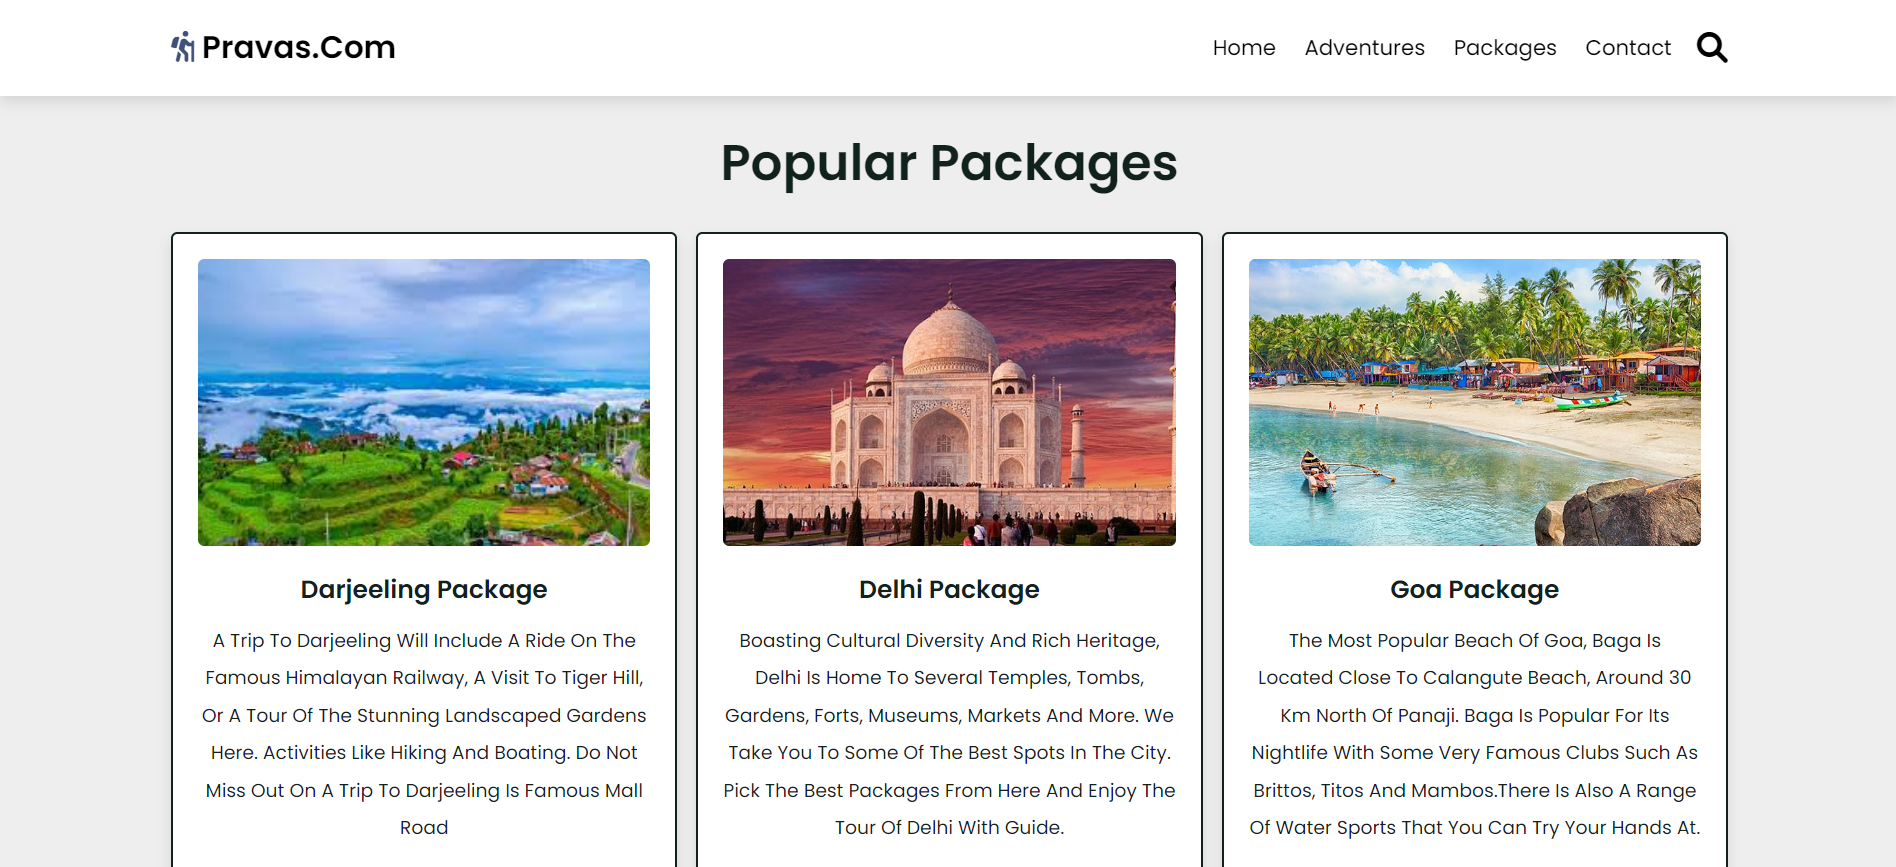 Pravas.Com
Home Adventures Packages Contact
Popular Packages
Darjeeling Package
A Trip To Darjeeling Will Include A Ride On The
Famous Himalayan Railway, A Visit To Tiger Hill,
Or A Tour Of The Stunning Landscaped Gardens
Here. Activities Like Hiking And Boating. Do Not
Miss Out On A Trip To Darjeeling Is Famous Mall
Road
Delhi Package
Boasting Cultural Diversity And Rich Heritage,
Delhi Is Home To Several Temples, Tombs,
Gardens, Forts, Museums, Markets And More. We
Take You To Some Of The Best Spots In The City.
Pick The Best Packages From Here And Enjoy The
Tour Of Delhi With Guide.
Goa Package
The Most Popular Beach Of Goa, Baga Is
Located Close To Calangute Beach, Around 30
Km North Of Panaji. Baga Is Popular For Its
Nightlife With Some Very Famous Clubs Such As
Brittos, Titos And Mambos.There Is Also A Range
Of Water Sports That You Can Try Your Hands At.